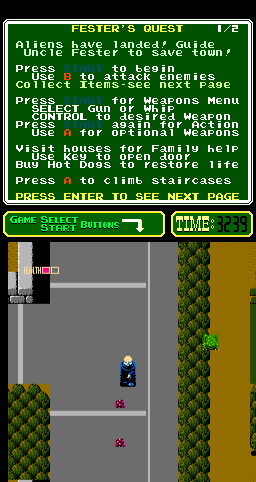 FESTER'S QUEST 1/2
Aliens have landed! Guide
Uncle Fester to save town!
Press START to begin
Use B to attack enemies
Collect Items-see next page
Press START for Weapons Menu
SELECT Gun or Whip
CONTROL to desired Weapon
Press START again for Action
Use A for optional Weapons
Visit houses for Family help
Use Key to open door
Buy Hot Dogs to restore life
Press A to climb staircases
PRESS ENTER TO SEE NEXT PAGE
GAME SELECT
START BUTTONS
TIME: 3239
HEALTH